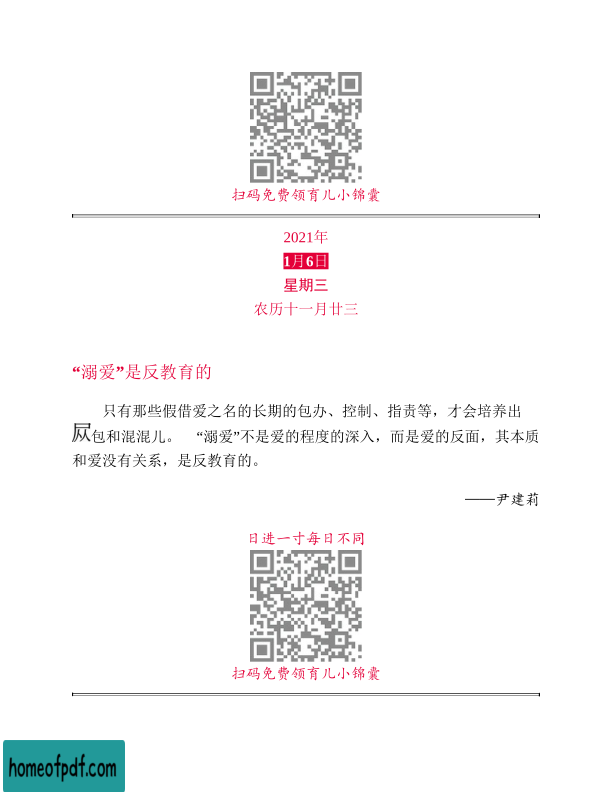 扫码免费领育儿小锦囊
2021年
1月6日
星期三
农历十一月廿三
“溺爱”是反教育的
只有那些假借爱之名的长期的包办、控制、指责等，才会培养出
㞞包和混混儿。 “溺爱”不是爱的程度的深入，而是爱的反面，其本质
和爱没有关系，是反教育的。
——尹建莉
日进一寸每日不同
扫码免费领育儿小锦囊
homeofpdf.com